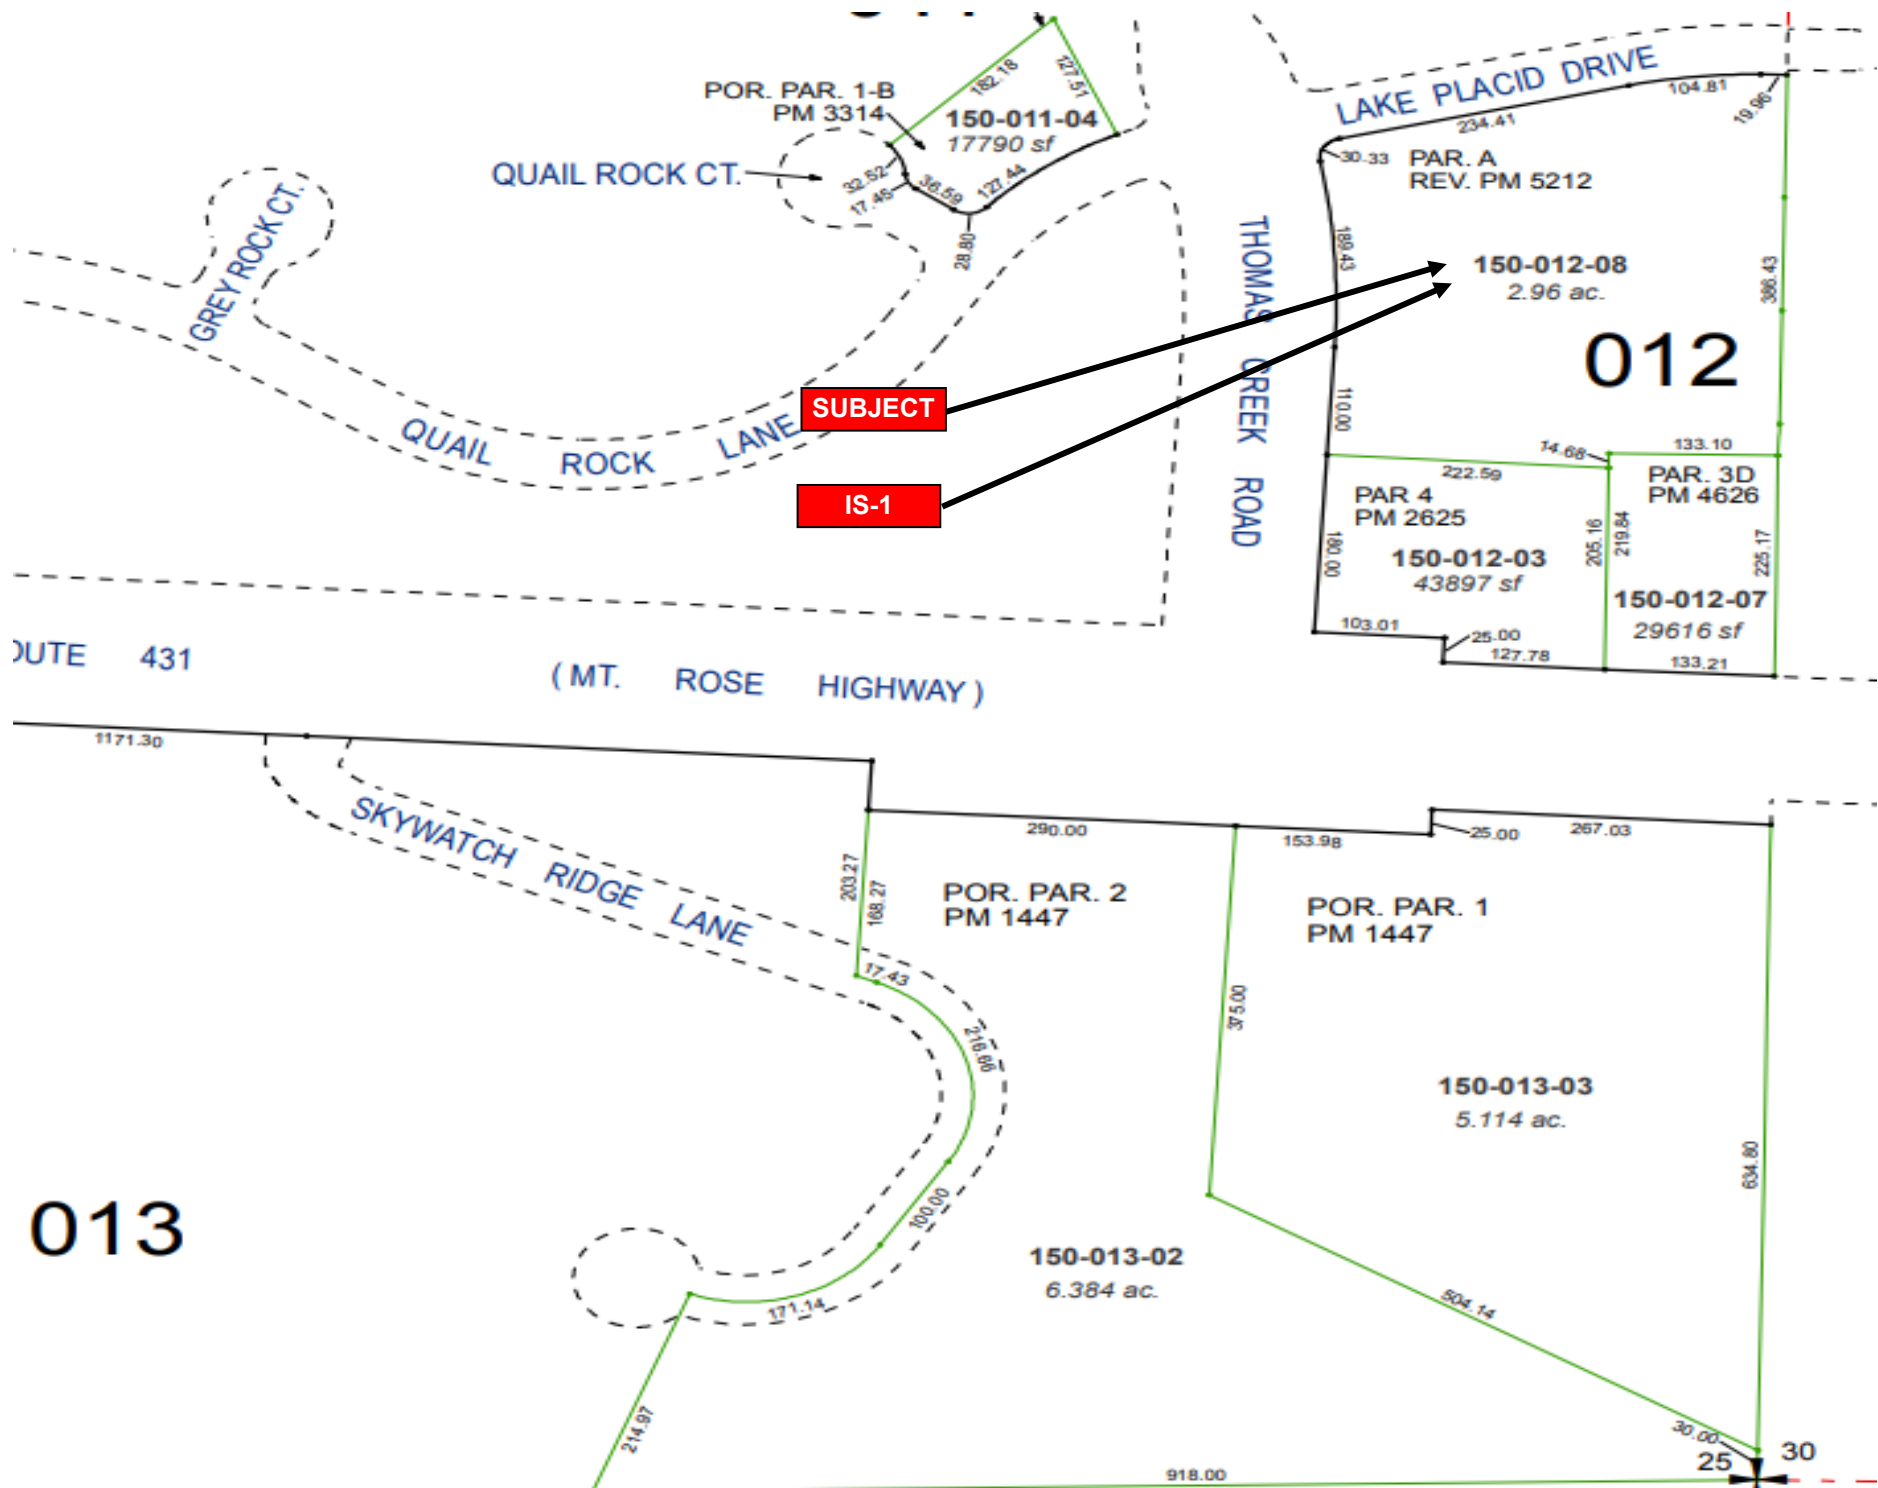 LAKE PLACID DRIVE
104.81
19.96
234.41
30.33
PAR. A
REV. PM 5212
182.18
127.51
POR. PAR. 1-B
PM 3314
150-011-04
17790 sf
QUAIL ROCK CT.
32.52
17.45
36.59
127.44
28.80
GREY ROCK CT.
THOMAS CREEK ROAD
189.43
150-012-08
2.96 ac.
386.43
012
SUBJECT
110.00
QUAIL ROCK LANE
IS-1
14.68
133.10
222.59
PAR. 3D
PM 4626
PAR 4
PM 2625
180.00
205.16
219.84
225.17
150-012-03
43897 sf
150-012-07
29616 sf
103.01
25.00
127.78
133.21
OUTE 431
(MT. ROSE HIGHWAY)
1171.30
SKYWATCH RIDGE LANE
290.00
153.98
25.00
267.03
203.27
168.27
POR. PAR. 2
PM 1447
POR. PAR. 1
PM 1447
17.43
216.66
375.00
150-013-03
5.114 ac.
634.80
100.00
013
150-013-02
6.384 ac.
171.14
504.14
214.97
30.00
25
30
918.00